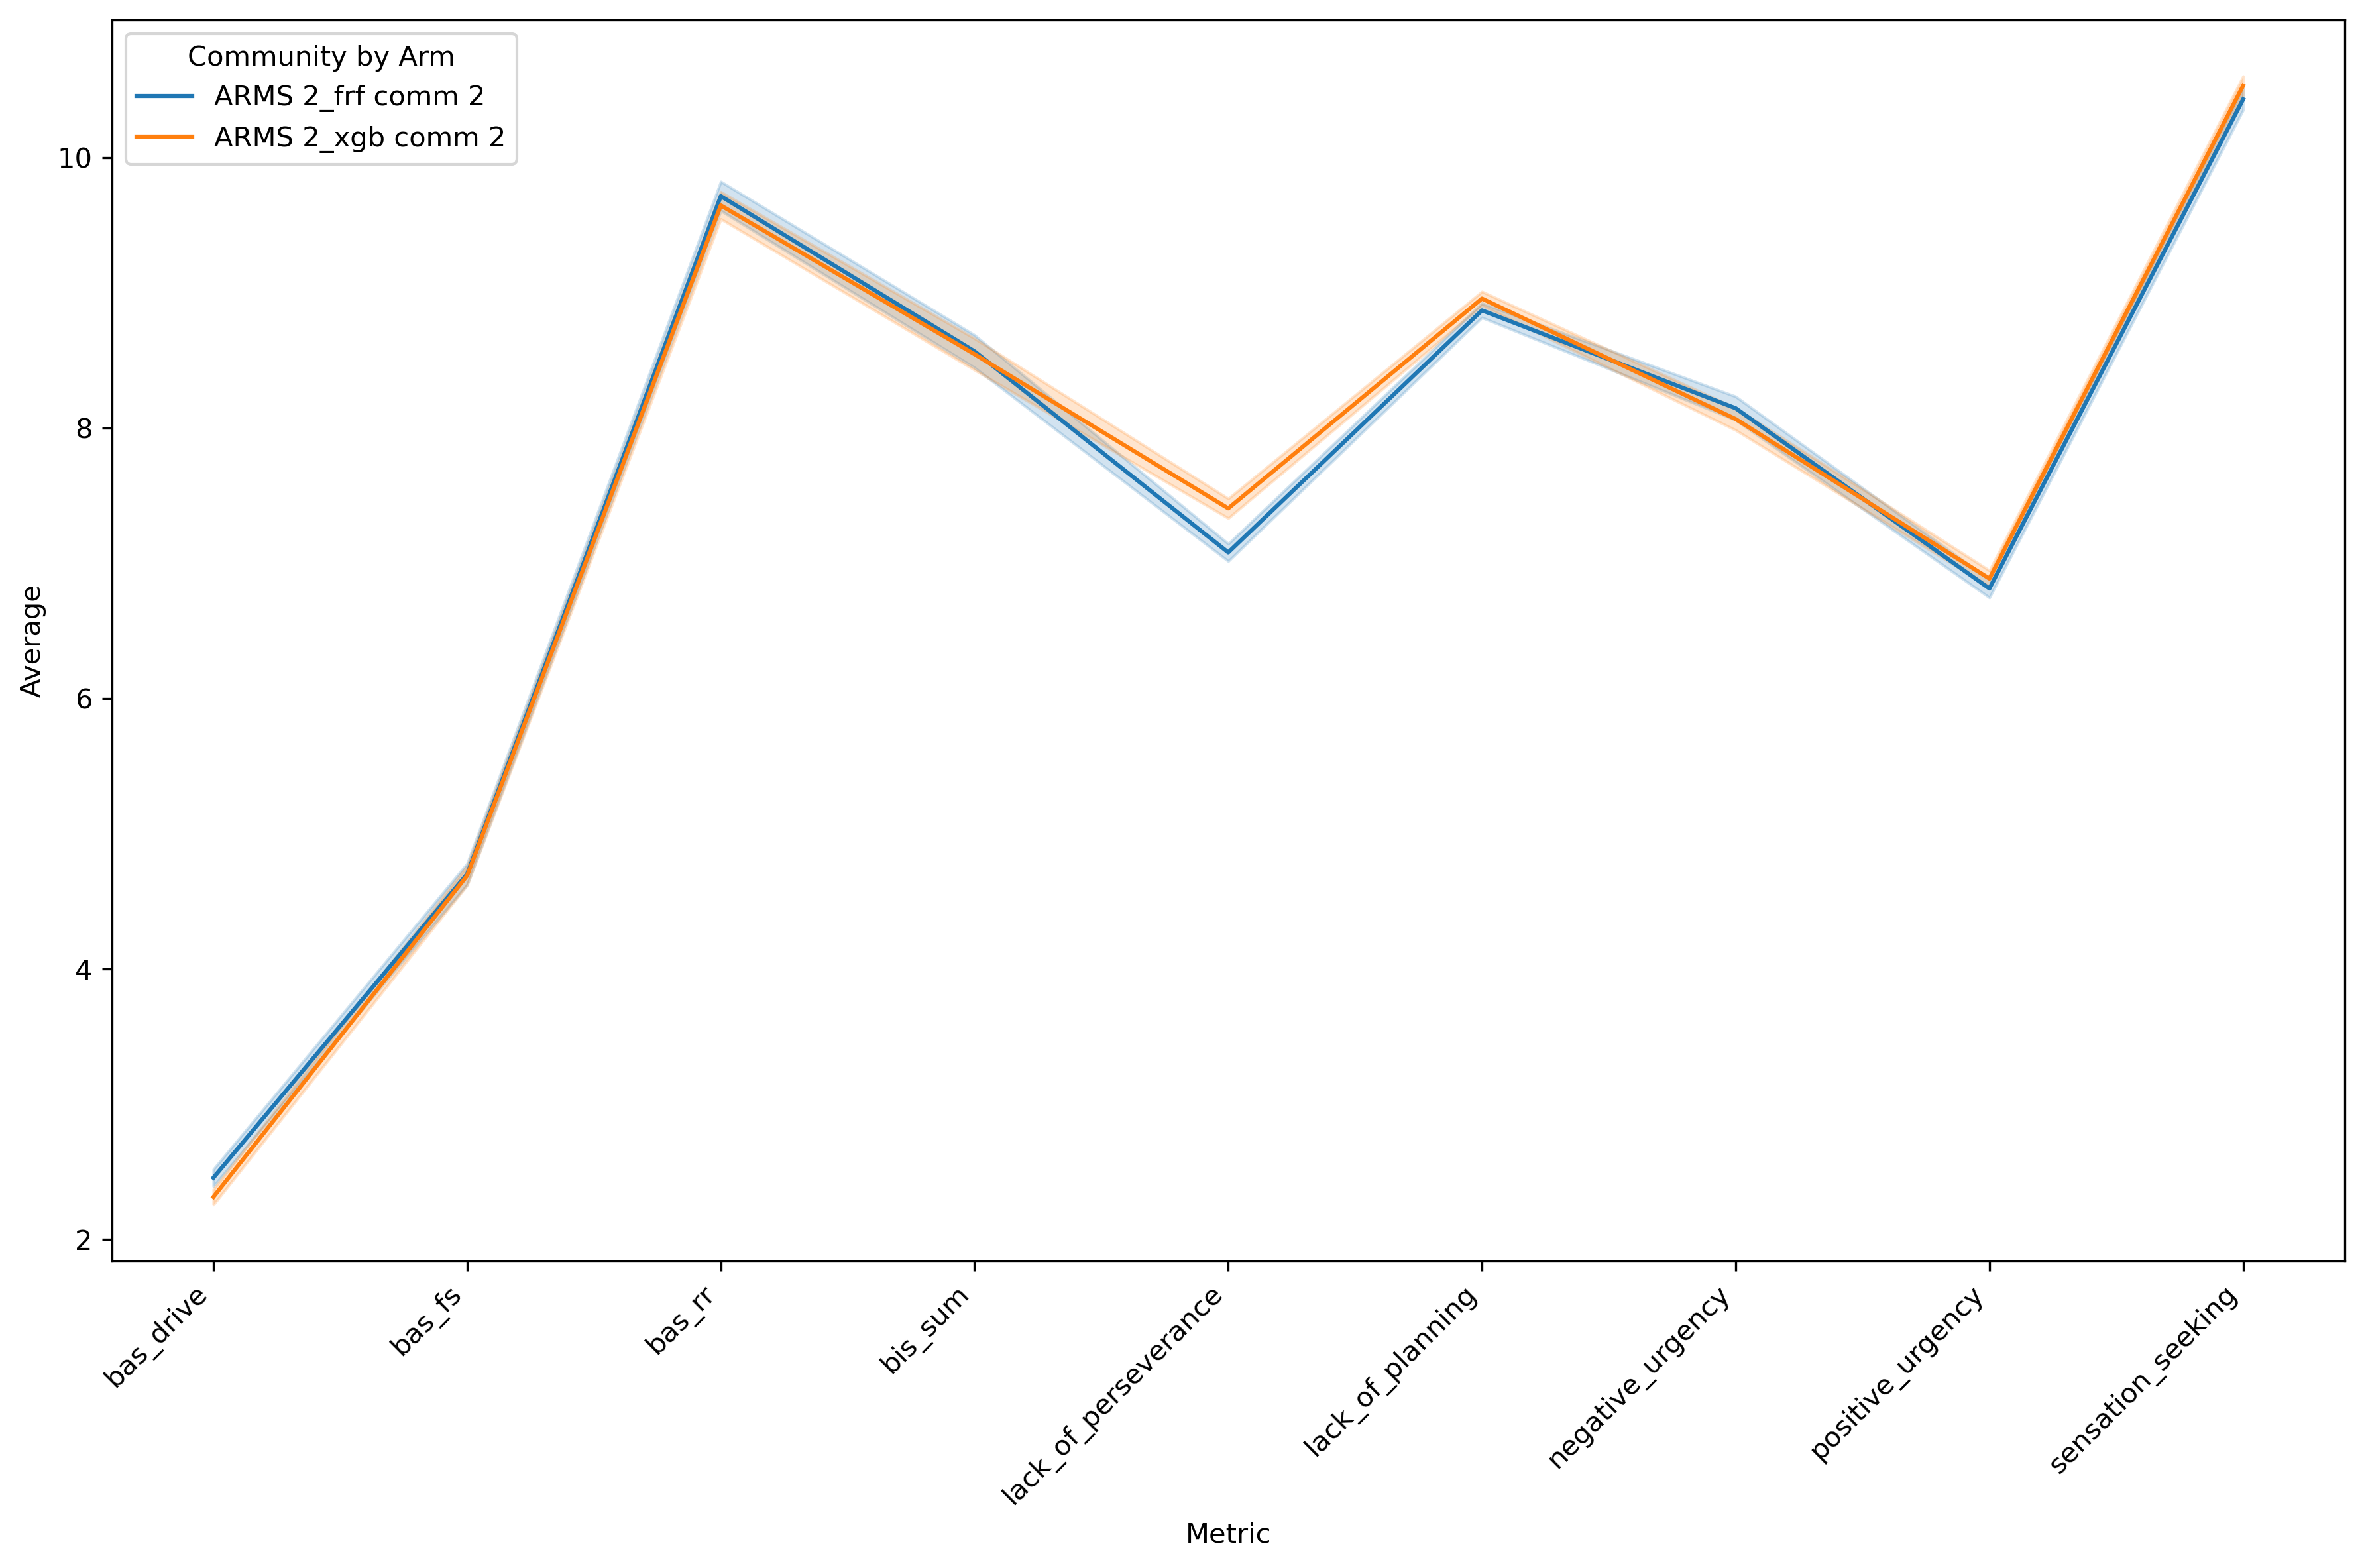 Community by Arm
ARMS 2_frf comm 2
ARMS 2_xgb comm 2
10
8
6
4
2
Average
bas_drive
bas_fs
bas_rr
bis_sum
lack_of_perseverance
lack_of_planning
negative_urgency
positive_urgency
sensation_seeking
Metric